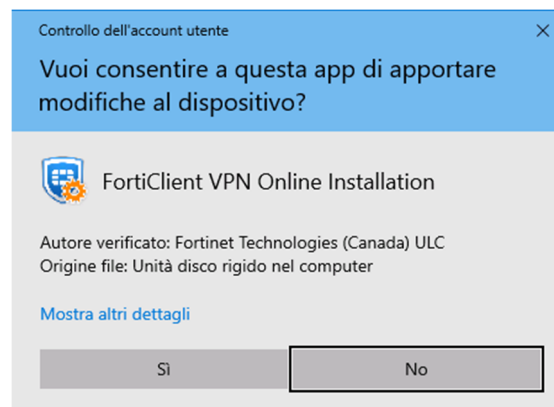 Controllo dell'account utente
Vuoi consentire a questa app di apportare
modifiche al dispositivo?
FortiClient VPN Online Installation
Autore verificato: Fortinet Technologies (Canada) ULC
Origine file: Unità disco rigido nel computer
Mostra altri dettagli
Sì
No